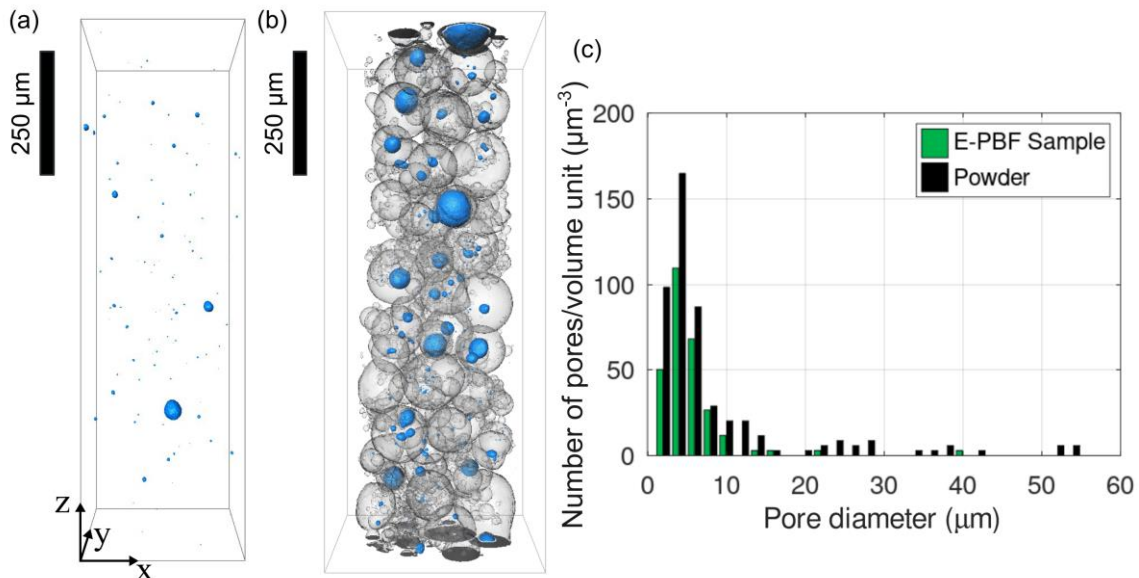 (a)
250 µm
z
y
x
(b)
250 µm
(c)
Number of pores/volume unit (µm⁻³)
200
150
100
50
0
E-PBF Sample
Powder
0 10 20 30 40 50 60
Pore diameter (µm)